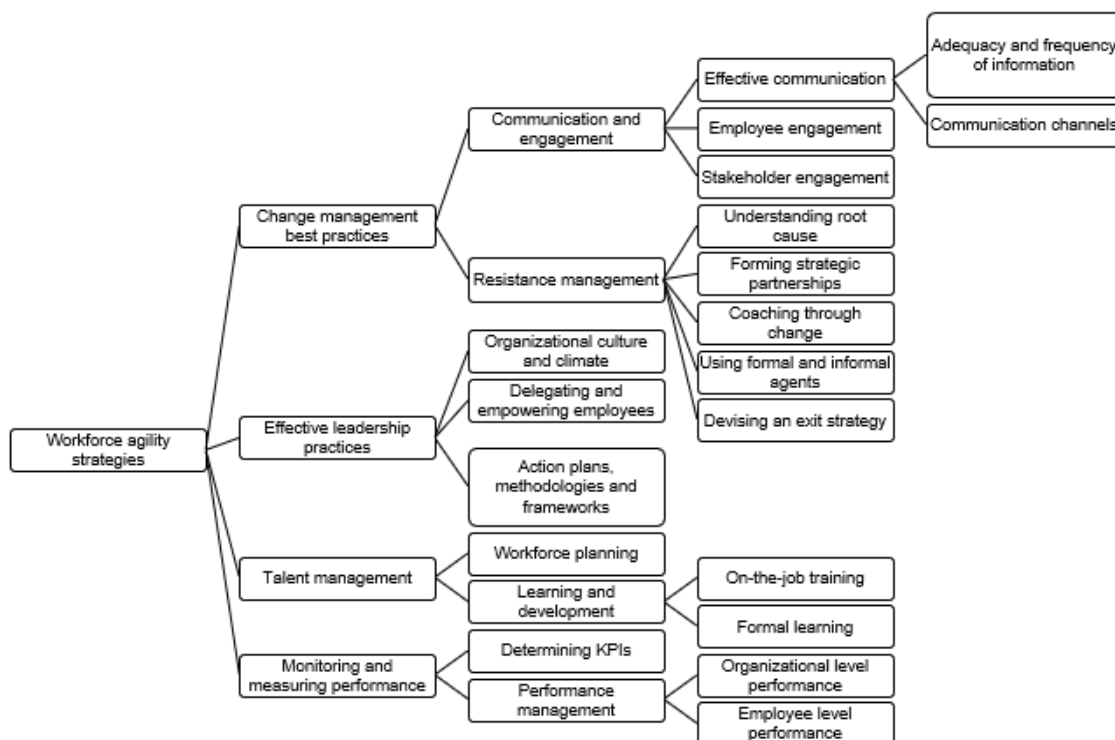 Adequacy and frequency
of information
Effective communication
Communication and
engagement
Employee engagement
Communication channels
Stakeholder engagement
Change management
best practices
Understanding root
cause
Resistance management
Forming strategic
partnerships
Coaching through
change
Organizational culture
and climate
Using formal and informal
agents
Delegating and
empowering employees
Devising an exit strategy
Workforce agility
strategies
Effective leadership
practices
Action plans,
methodologies and
frameworks
Workforce planning
Talent management
On-the-job training
Learning and
development
Formal learning
Determining KPIs
Monitoring and
measuring performance
Organizational level
performance
Performance
management
Employee level
performance